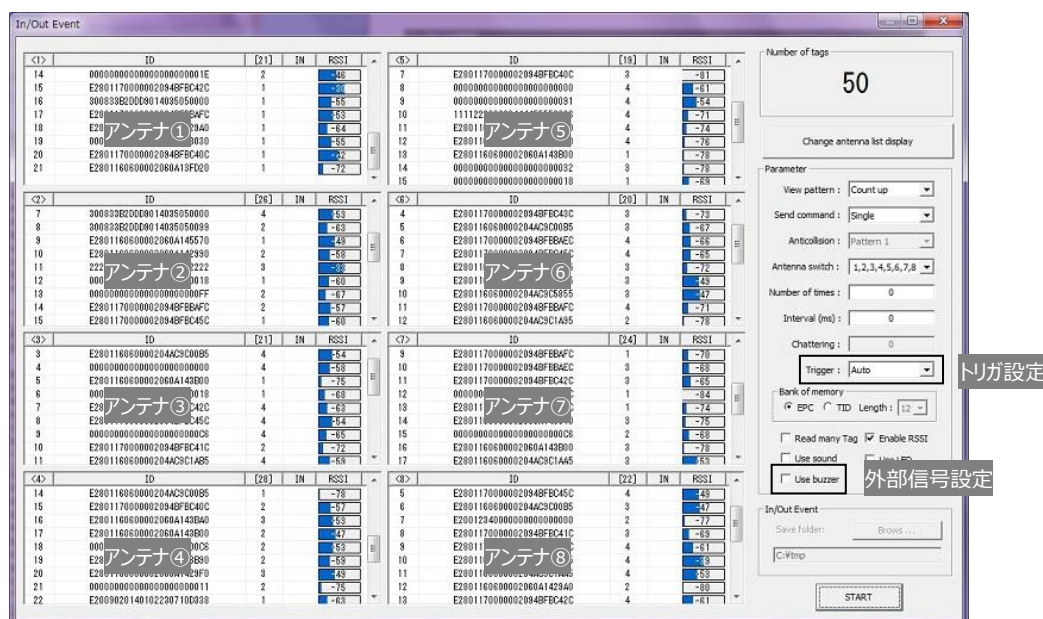 In/Out Event
<1> ID [21] IN RSSI
14 000000000000000000001E 2 -46
15 E2801170000002094BFBC42C 1
16 300833B2DDD9014035050000 1 -55
17 1 -53
18 1 -64
19 1 -55
20 E2801170000002094BFBC40C 1
21 E2801160600002060A13FD20 1 -72
アンテナ①
<2> ID [26] IN RSSI
7 300833B2DDD9014035050000 4 -53
8 300833B2DDD9014035050099 2 -63
9 E2801160600002060A145570 1 -49
10 2 -58
11 3
12 1 -60
13 2 -67
14 E2801170000002094BFBBAFC 2 -57
15 E2801170000002094BFBC45C 1 -60
アンテナ②
<3> ID [21] IN RSSI
3 E2801160600000204AC9C00B5 4 -54
4 000000000000000000000000 4 -58
5 E2801160600002060A143B00 1 -75
6 1 -68
7 4 -63
8 4 -54
9 4 -65
10 E2801170000002094BFBC41C 2 -72
11 E2801160600000204AC9C1AB5 4 -59
アンテナ③
<4> ID [28] IN RSSI
14 E2801160600000204AC9C00B5 1 -78
15 E2801170000002094BFBC40C 2 -57
16 E2801160600002060A143BA0 3 -53
17 E2801160600002060A143B00 2 -47
18 2 -53
19 2 -59
20 3 -49
21 2 -75
22 E2009020140102230710D038 1 -63
アンテナ④
<5> ID [19] IN RSSI
7 E2801170000002094BFBC40C 3 -81
8 000000000000000000000000 4 -61
9 4 -54
10 4 -71
11 4 -74
12 4 -76
13 E2801160600002060A143B00 1 -78
14 3 -78
15 1 -69
アンテナ⑤
<6> ID [20] IN RSSI
4 E2801170000002094BFBC43C 3 -73
5 E2801160600000204AC9C00B5 3 -67
6 E2801170000002094BFBBAEC 4 -66
7 4 -65
8 3 -72
9 3 -49
10 3 -47
11 E2801170000002094BFBBAFC 4 -71
12 E2801160600000204AC9C1A95 2 -78
アンテナ⑥
<7> ID [24] IN RSSI
9 E2801170000002094BFBBAFC 1 -70
10 E2801170000002094BFBBAEC 3 -68
11 E2801170000002094BFBC42C 3 -65
12 1 -84
13 1 -74
14 3 -75
15 2 -68
16 E2801160600002060A143B00 3 -78
17 E2801160600000204AC9C1AA5 3 -53
アンテナ⑦
<8> ID [22] IN RSSI
5 E2801170000002094BFBC45C 4 -49
6 E2801160600000204AC9C00B5 3 -47
7 E20012340000000000000000 2 -77
8 3 -69
9 4 -61
10 4
11 4 -53
12 E2801160600002060A1429A0 2 -80
13 E2801170000002094BFBC42C 4 -61
アンテナ⑧
Number of tags
50
Change antenna list display
Parameter
View pattern : Count up
Send command : Single
Anticollision : Pattern 1
Antenna switch : 1,2,3,4,5,6,7,8
Number of times : 0
Interval (ms) : 0
Chattering : 0
Trigger : Auto
トリガ設定
Bank of memory
EPC TID Length : 12
Read many Tag Enable RSSI
Use sound Use LED
Use buzzer
外部信号設定
In/Out Event
Save folder: Brows ...
C:¥tmp
START